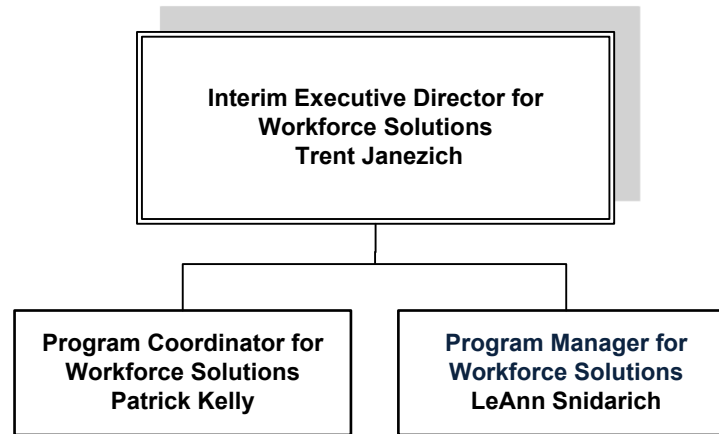 Interim Executive Director for
Workforce Solutions
Trent Janezich
Program Coordinator for
Workforce Solutions
Patrick Kelly
Program Manager for
Workforce Solutions
LeAnn Snidarich